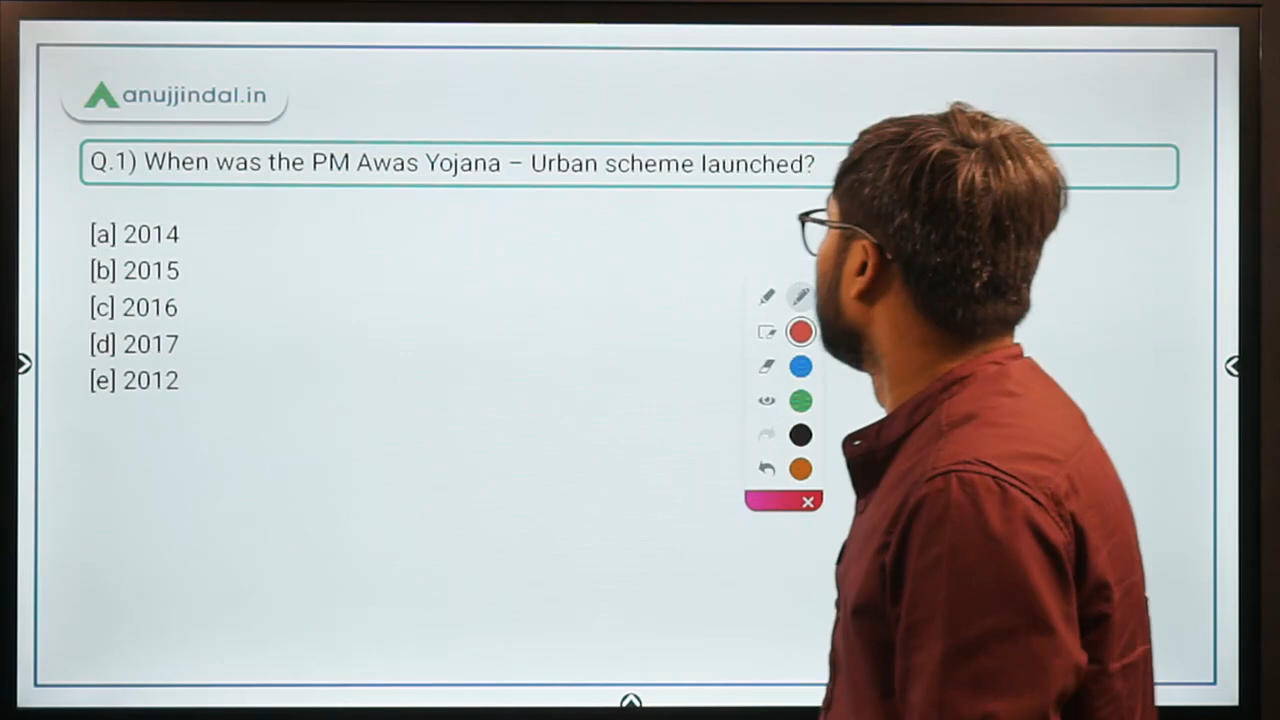 anujjindal.in
Q.1) When was the PM Awas Yojana – Urban scheme launched?
[a] 2014
[b] 2015
[c] 2016
[d] 2017
[e] 2012